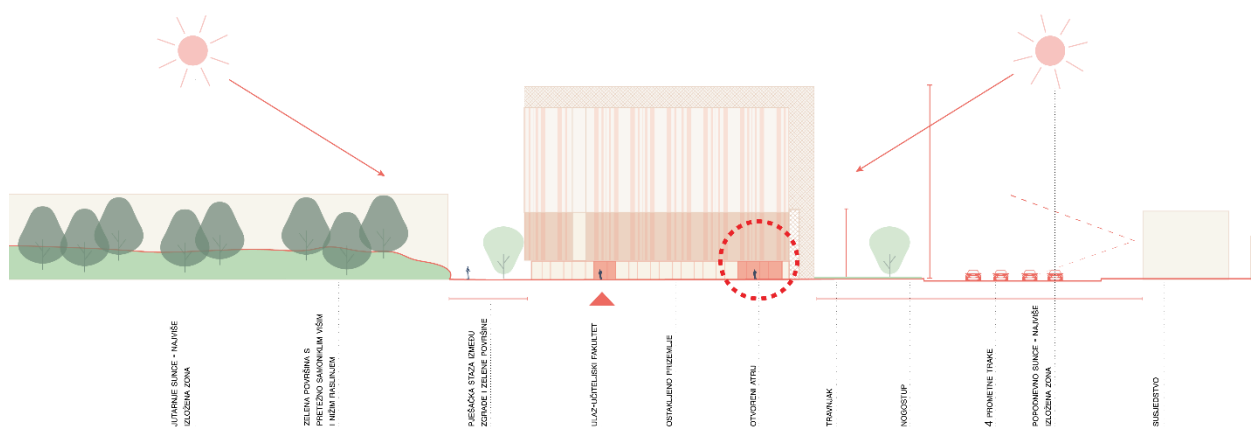 JUTARNJE SUNCE - NAJVIŠE
IZLOŽENA ZONA
ZELENA POVRŠINA S
PRETEŽNO SAMONIKLIM VIŠIM
I NIŽIM RASLINJEM
PJEŠAČKA STAZA IZMEĐU
ZGRADE I ZELENE POVRŠINE
ULAZ-UČITELJSKI FAKULTET
OSTAKLJENO PRIZEMLJE
OTVORENI ATRIJ
TRAVNJAK
NOGOSTUP
4 PROMETNE TRAKE
POPODNEVNO SUNCE - NAJVIŠE
IZLOŽENA ZONA
SUSJEDSTVO